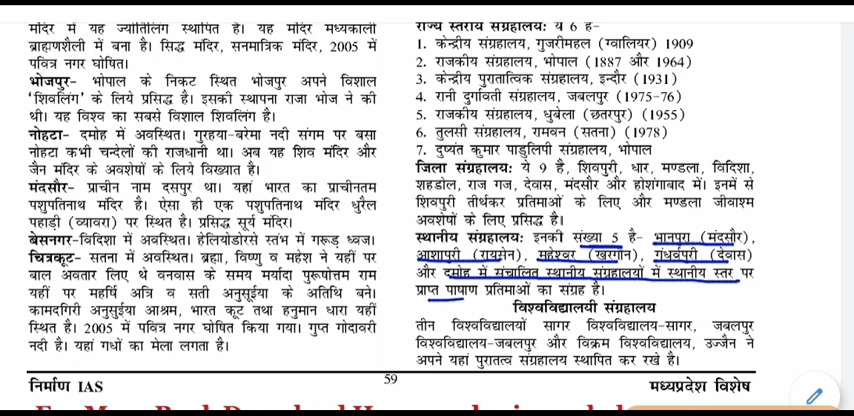 मंदिर में यह ज्योतिर्लिंग स्थापित है। यह मंदिर मध्यकाली
ब्राहाणशैली में बना है। सिद्ध मंदिर, सनमात्रिक मंदिर, 2005 में
पवित्र नगर घोषित।
भोजपुर- भोपाल के निकट स्थित भोजपुर अपने विशाल
'शिवलिंग' के लिये प्रसिद्ध है। इसकी स्थापना राजा भोज ने की
थी। यह विश्व का सबसे विशाल शिवलिंग है।
नोहटा- दमोह में अवस्थित। गुरहया-बरेमा नदी संगम पर बसा
नोहटा कभी चन्देलों की राजधानी था। अब यह शिव मंदिर और
जैन मंदिर के अवशेषों के लिये विख्यात है।
मंदसौर- प्राचीन नाम दसपुर था। यहां भारत का प्राचीनतम
पशुपतिनाथ मंदिर है। ऐसा ही एक पशुपतिनाथ मंदिर धुरैल
पहाड़ी (व्यावरा) पर स्थित है। प्रसिद्ध सूर्य मंदिर।
बेसनगर-विदिशा में अवस्थित। हेलियोडोरसे स्तंभ में गरूड़ ध्वज।
चित्रकूट- सतना में अवस्थित। ब्रह्मा, विष्णु व महेश ने यहीं पर
बाल अवतार लिए थे वनवास के समय मर्यादा पुरूषोत्तम राम
यहीं पर महर्षि अत्रि व सती अनुसुईया के अतिथि बने।
कामदगिरी अनुसुईया आश्रम, भारत कूट तथा हनुमान धारा यहीं
स्थित है। 2005 में पवित्र नगर घोषित किया गया। गुप्त गोदावरी
नदी है। यहां गधों का मेला लगता है।
राज्य स्तरीय संग्रहालय: ये 6 है-
1. केन्द्रीय संग्रहालय, गुजरीमहल (ग्वालियर) 1909
2. राजकीय संग्रहालय, भोपाल (1887 और 1964)
3. केन्द्रीय पुरातात्विक संग्रहालय, इन्दौर (1931)
4. रानी दुर्गावती संग्रहालय, जबलपुर (1975-76)
5. राजकीय संग्रहालय, धुबेला (छतरपुर) (1955)
6. तुलसी संग्रहालय, रामवन (सतना) (1978)
7. दुष्यंत कुमार पाडुलिपी संग्रहालय, भोपाल
जिला संग्रहालय: ये 9 है, शिवपुरी, धार, मण्डला, विदिशा,
शहडोल, राज गज, देवास, मंदसौर और होशंगाबाद में। इनमें से
शिवपुरी तीर्थकर प्रतिमाओं के लिए और मण्डला जीवाश्म
अवशेषों के लिए प्रसिद्ध है।
स्थानीय संग्रहालय: इनकी संख्या 5 है- भानपुरा (मंदसौर),
आशापुरी (रायसेन), महेश्वर (खरगोन), गंधर्वपुरी (देवास)
और दमोह में संचालित स्थानीय संग्रहालयों में स्थानीय स्तर पर
प्राप्त पाषाण प्रतिमाओं का संग्रह है।
विश्वविद्यालयी संग्रहालय
तीन विश्वविद्यालयों सागर विश्वविद्यालय-सागर, जबलपुर
विश्वविद्यालय-जबलपुर और विक्रम विश्वविद्यालय, उज्जैन ने
अपने यहां पुरातत्व संग्रहालय स्थापित कर रखे है।
निर्माण IAS
59
मध्यप्रदेश विशेष